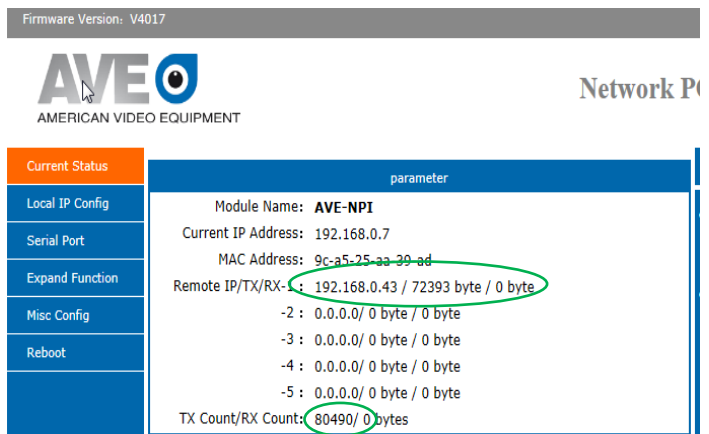 Firmware Version: V4017
AVE
AMERICAN VIDEO EQUIPMENT
Network
Current Status
Local IP Config
Serial Port
Expand Function
Misc Config
Reboot
parameter
Module Name: AVE-NPI
Current IP Address: 192.168.0.7
MAC Address: 9c-a5-25-aa-39-ad
Remote IP/TX/RX-1 : 192.168.0.43 / 72393 byte / 0 byte
-2 : 0.0.0.0/ 0 byte / 0 byte
-3 : 0.0.0.0/ 0 byte / 0 byte
-4 : 0.0.0.0/ 0 byte / 0 byte
-5 : 0.0.0.0/ 0 byte / 0 byte
TX Count/RX Count: 80490/ 0 bytes